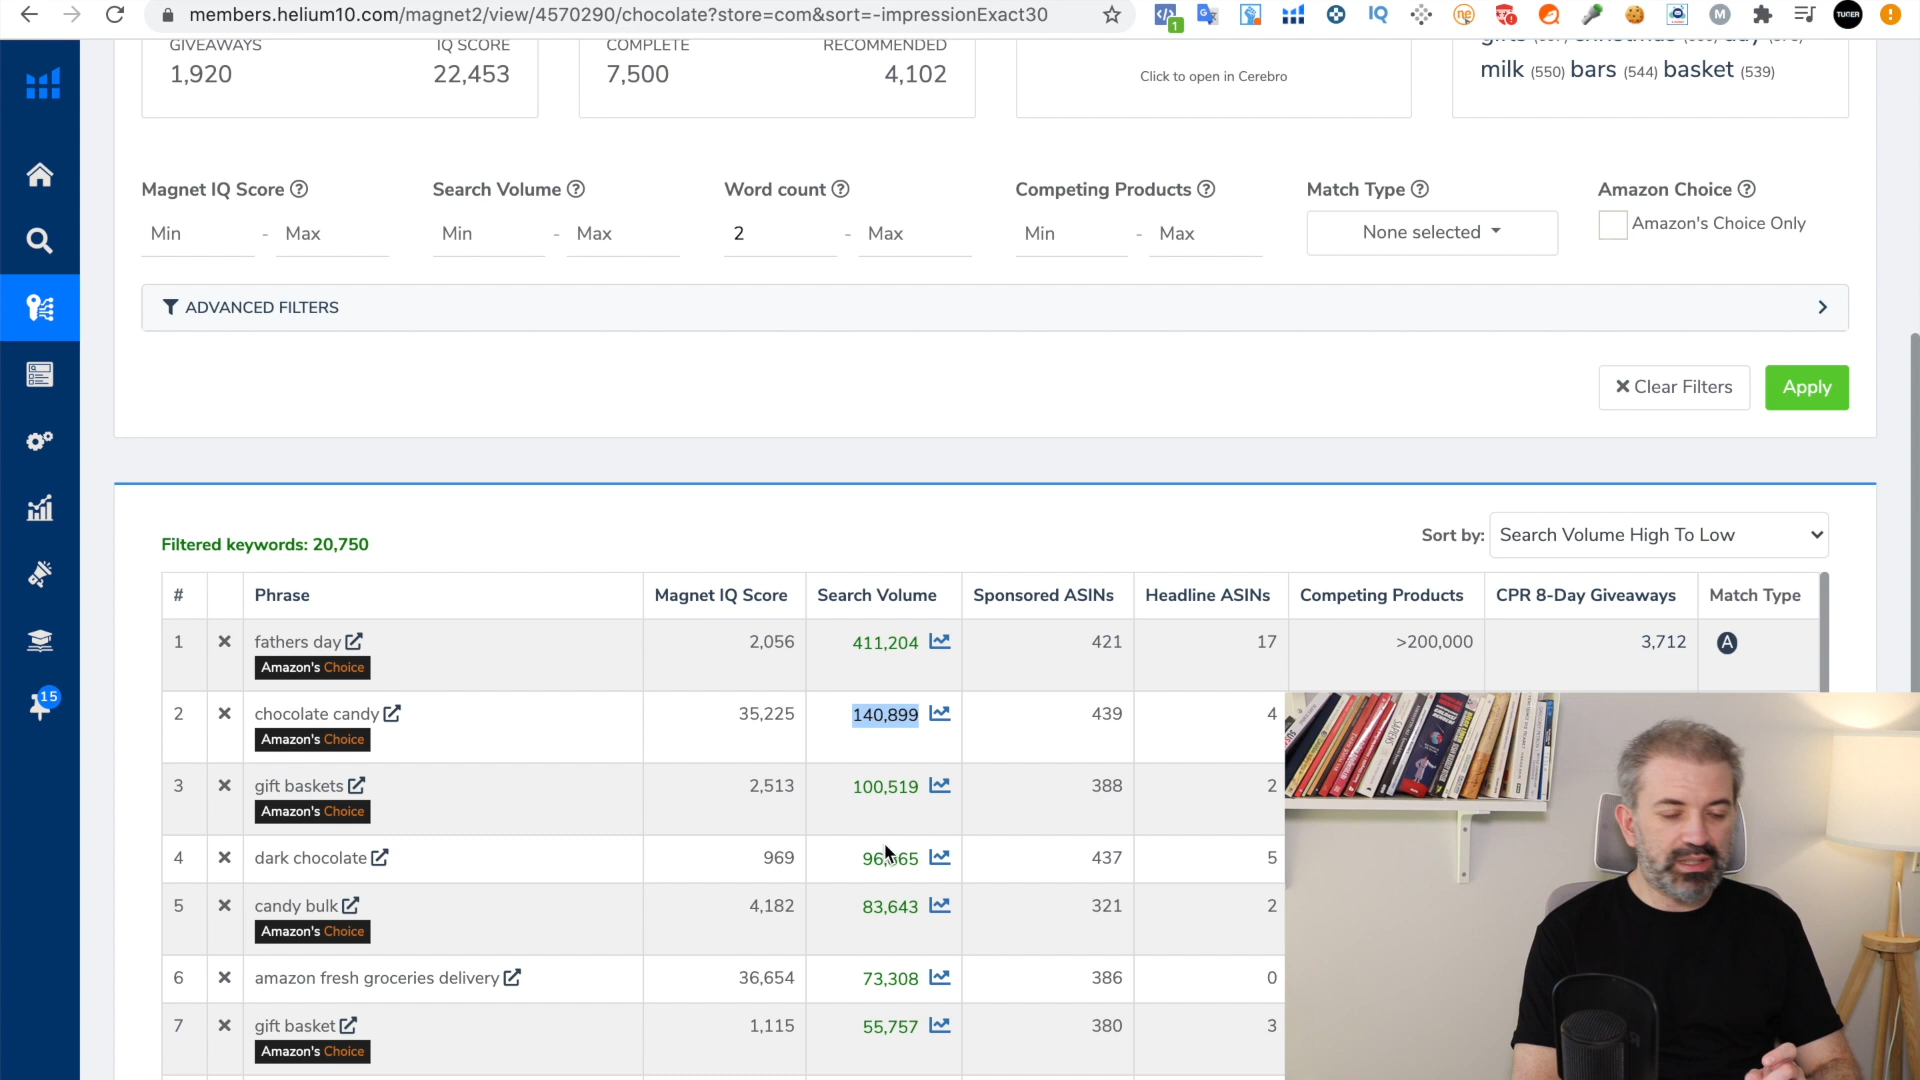 members.helium10.com/magnet2/view/4570290/chocolate?store=com&sort=-impressionExact30
1
IQ
ne
M
TUGER
GIVEAWAYS
IQ SCORE
COMPLETE
RECOMMENDED
1,920
22,453
7,500
4,102
Click to open in Cerebro
milk (550) bars (544) basket (539)
Magnet IQ Score
Search Volume
Word count
Competing Products
Match Type
Amazon Choice
Min - Max
Min - Max
2 - Max
Min - Max
None selected
Amazon's Choice Only
ADVANCED FILTERS
Clear Filters
Apply
Filtered keywords: 20,750
Sort by: Search Volume High To Low
# Phrase Magnet IQ Score Search Volume Sponsored ASINs Headline ASINs Competing Products CPR 8-Day Giveaways Match Type
1 fathers day 2,056 411,204 421 17 >200,000 3,712 A
Amazon's Choice
2 chocolate candy 35,225 140,899 439 4
Amazon's Choice
3 gift baskets 2,513 100,519 388 2
Amazon's Choice
4 dark chocolate 969 437 5
5 candy bulk 4,182 83,643 321 2
Amazon's Choice
6 amazon fresh groceries delivery 36,654 73,308 386 0
7 gift basket 1,115 55,757 380 3
Amazon's Choice
15